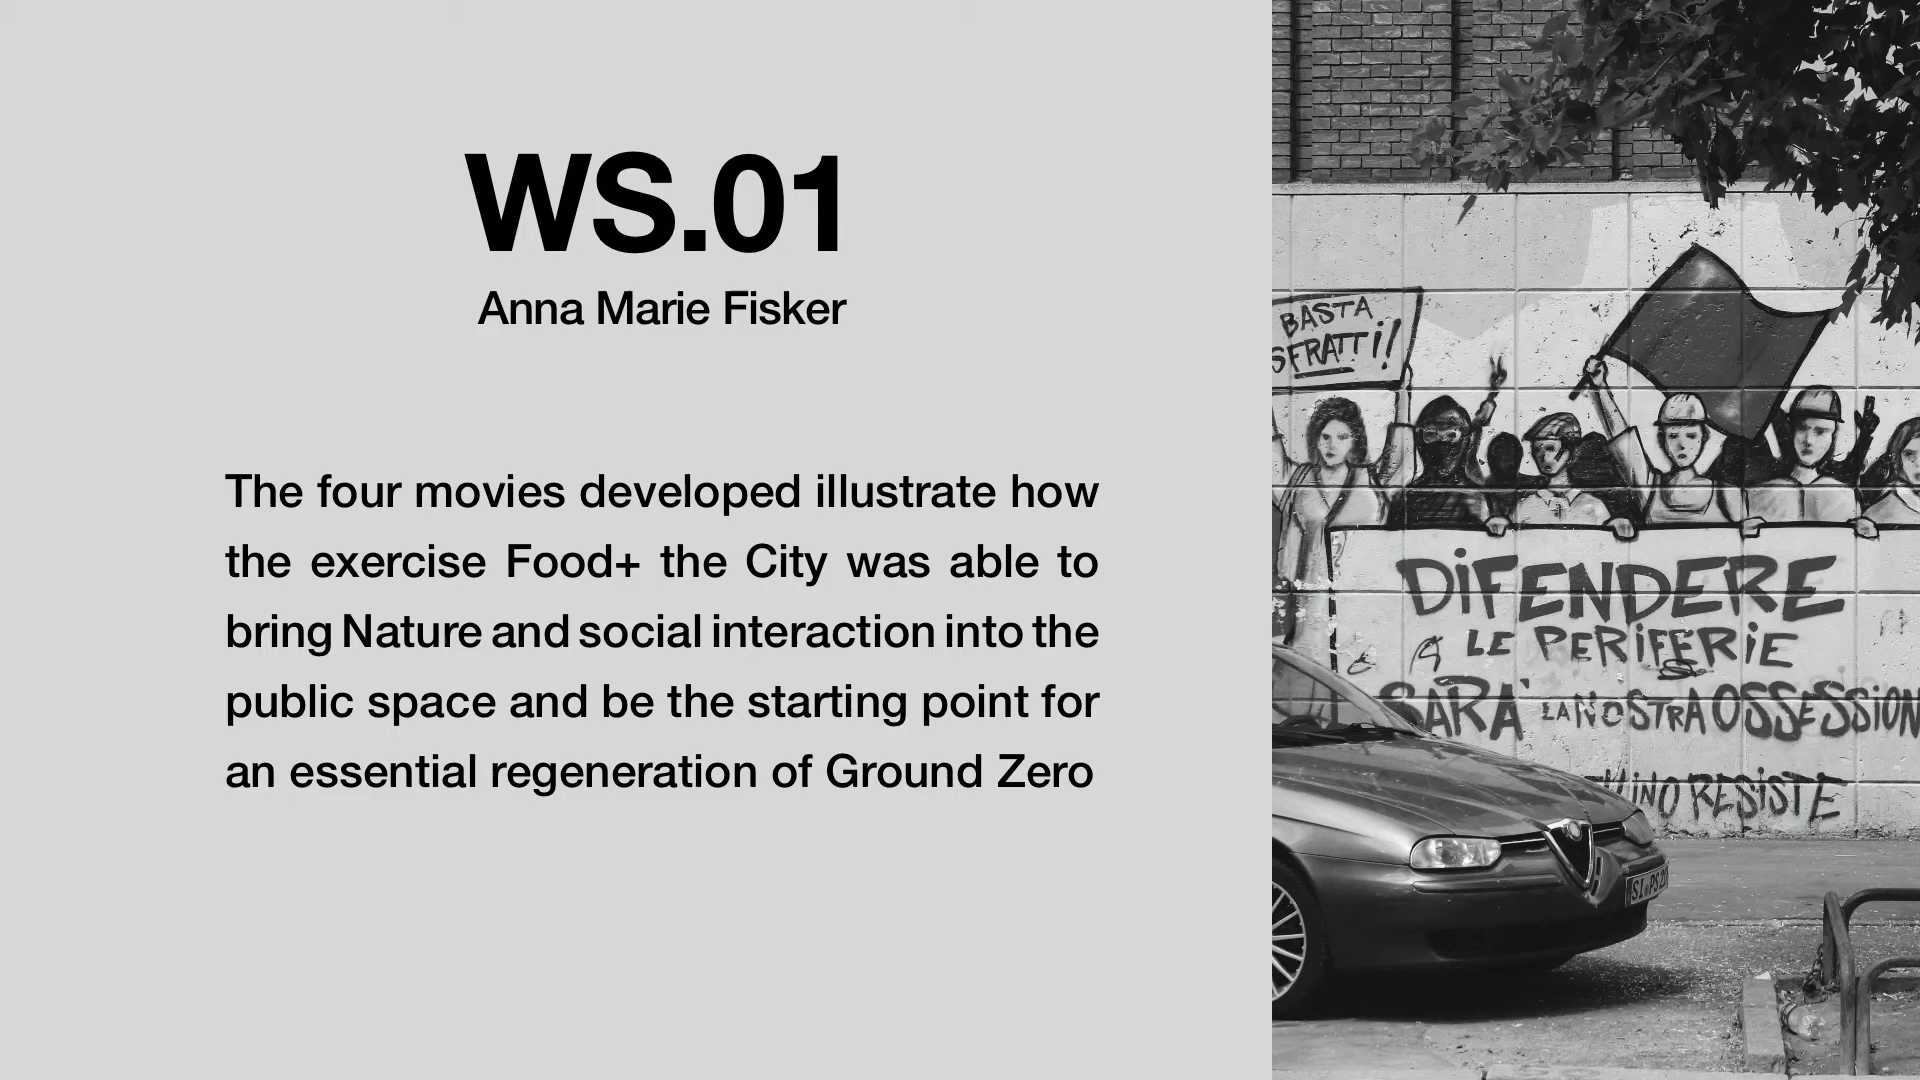 WS.01
Anna Marie Fisker
The four movies developed illustrate how
the exercise Food+ the City was able to
bring Nature and social interaction into the
public space and be the starting point for
an essential regeneration of Ground Zero
BASTA
SFRATTi!
DiFENDERE
LE PERiFERiE
SARA' LA NOSTRA OSSESSION
RESiSTE